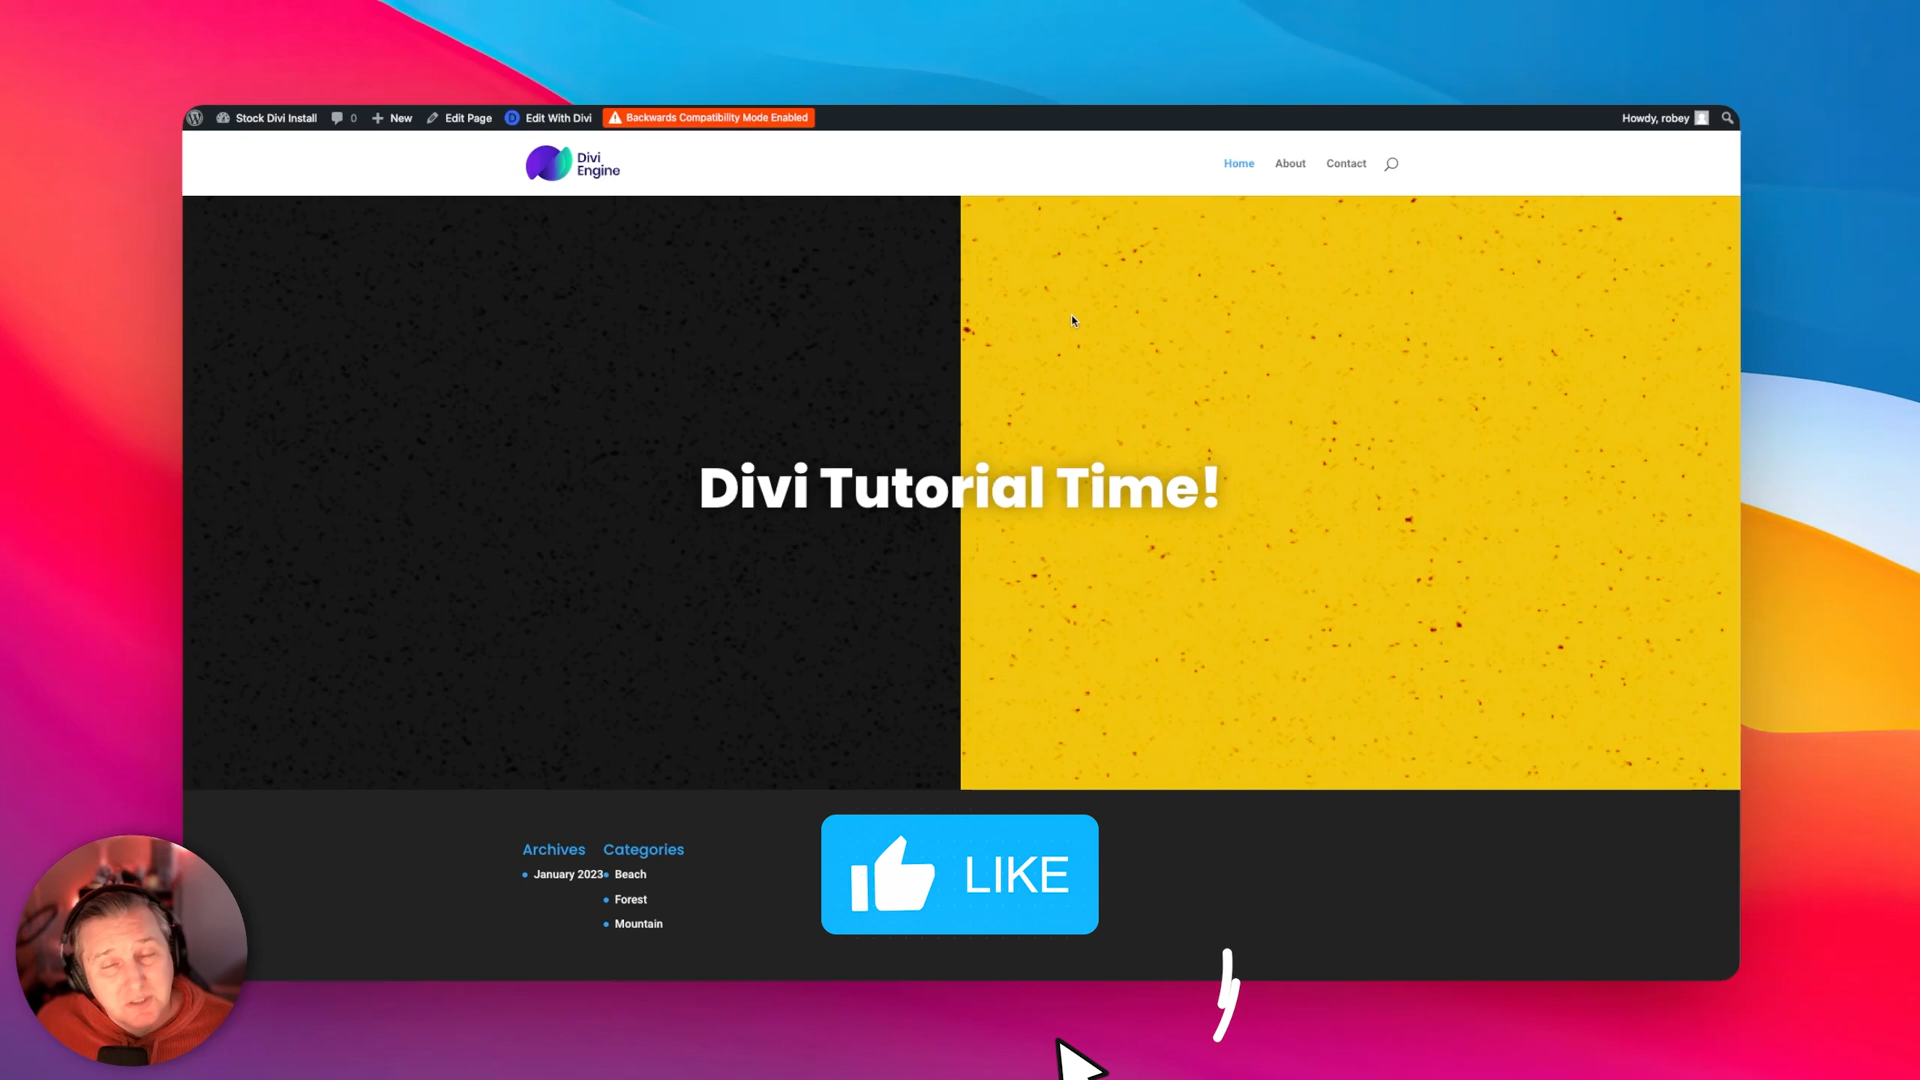 Stock Divi Install 0 New Edit Page Edit With Divi Backwards Compatibility Mode Enabled Howdy, robey
Divi
Engine
Home About Contact
Divi Tutorial Time!
Archives Categories
January 2023 Beach
Forest
Mountain
LIKE